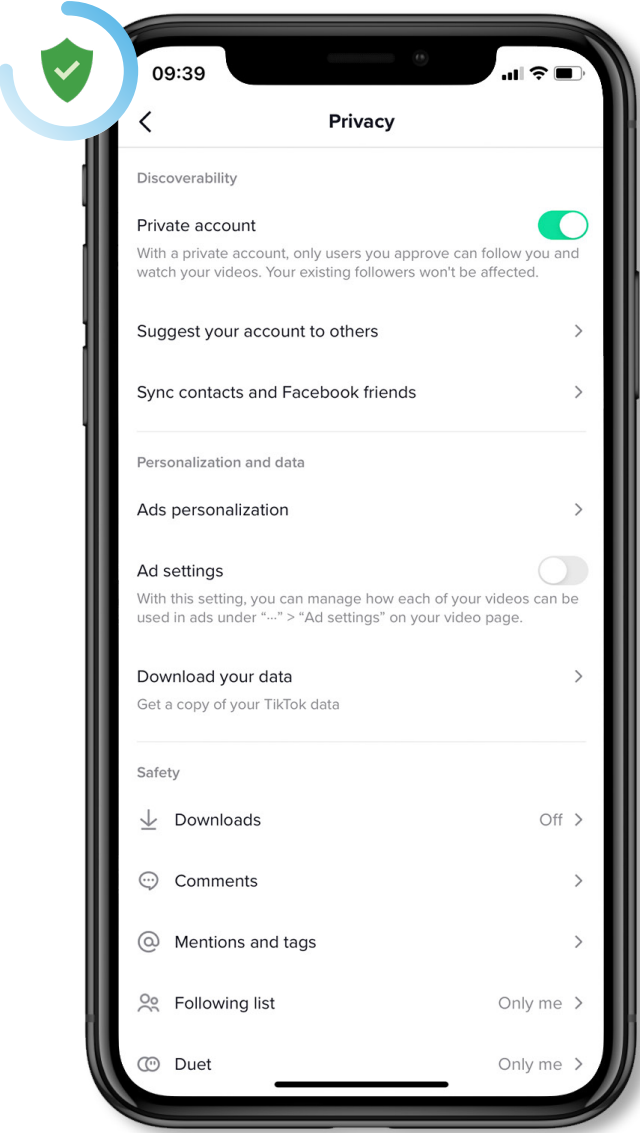 09:39
Privacy
Discoverability
Private account
With a private account, only users you approve can follow you and
watch your videos. Your existing followers won't be affected.
Suggest your account to others
Sync contacts and Facebook friends
Personalization and data
Ads personalization
Ad settings
With this setting, you can manage how each of your videos can be
used in ads under “···” > “Ad settings” on your video page.
Download your data
Get a copy of your TikTok data
Safety
Downloads Off
Comments
Mentions and tags
Following list Only me
Duet Only me